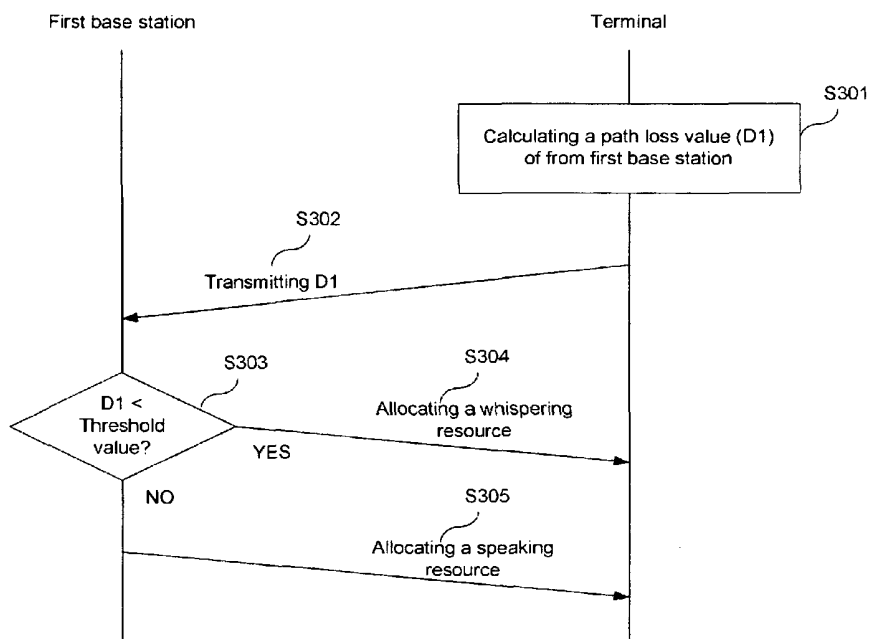 First base station
Terminal
S301
Calculating a path loss value (D1)
of from first base station
S302
Transmitting D1
S303
D1 <
Threshold
value?
YES
NO
S304
Allocating a whispering
resource
S305
Allocating a speaking
resource